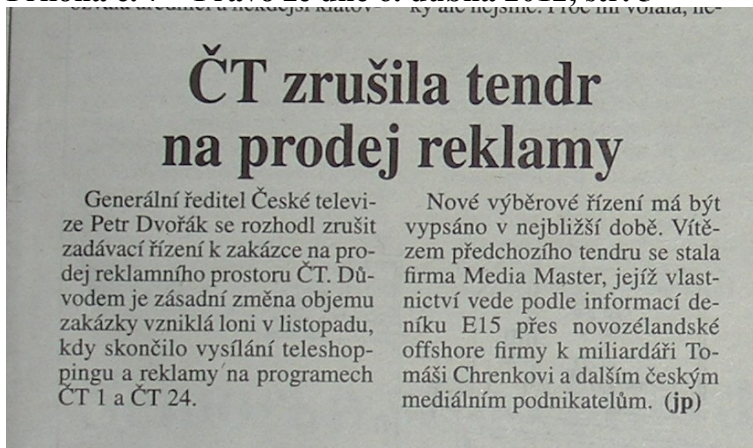 ČT zrušila tendr
na prodej reklamy
Generální ředitel České televi-
ze Petr Dvořák se rozhodl zrušit
zadávací řízení k zakázce na pro-
dej reklamního prostoru ČT. Dů-
vodem je zásadní změna objemu
zakázky vzniklá loni v listopadu,
kdy skončilo vysílání teleshop-
pingu a reklamy na programech
ČT 1 a ČT 24.
Nové výběrové řízení má být
vypsáno v nejbližší době. Vítě-
zem předchozího tendru se stala
firma Media Master, jejíž vlast-
nictví vede podle informací de-
níku E15 přes novozélandské
offshore firmy k miliardáři To-
máši Chrenkovi a dalším českým
mediálním podnikatelům. (jp)